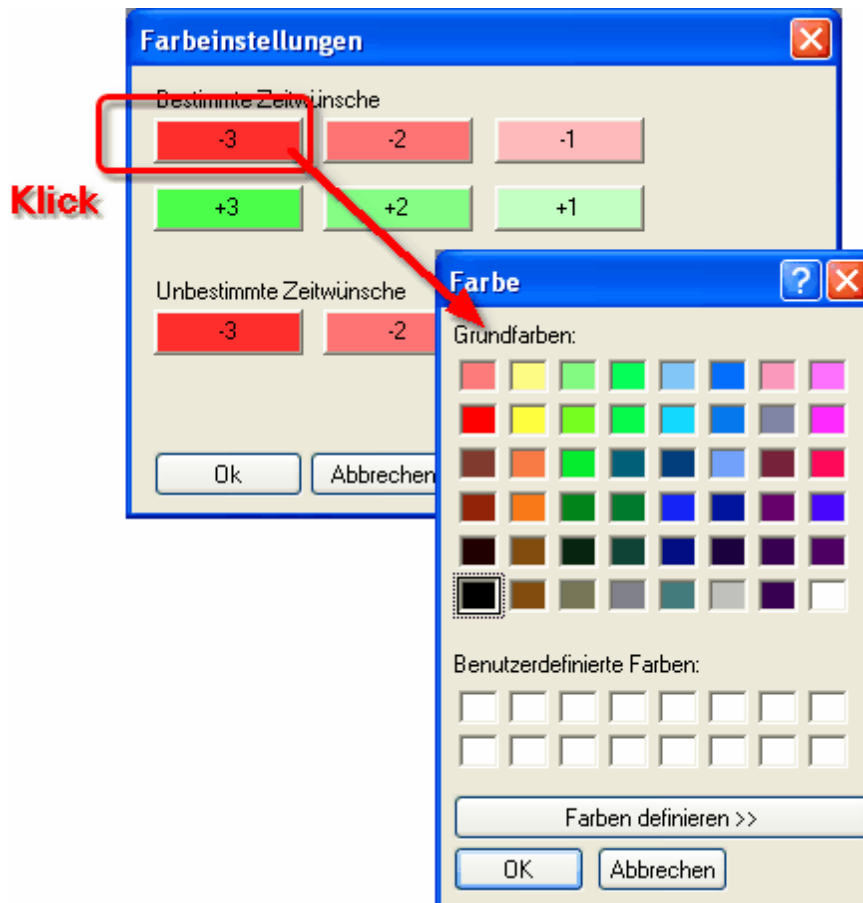 Farbeinstellungen
Bestimmte Zeitwünsche
-3 -2 -1
Klick
+3 +2 +1
Unbestimmte Zeitwünsche
-3 -2
Ok Abbrechen
Farbe
Grundfarben:
Benutzerdefinierte Farben:
Farben definieren >>
OK Abbrechen